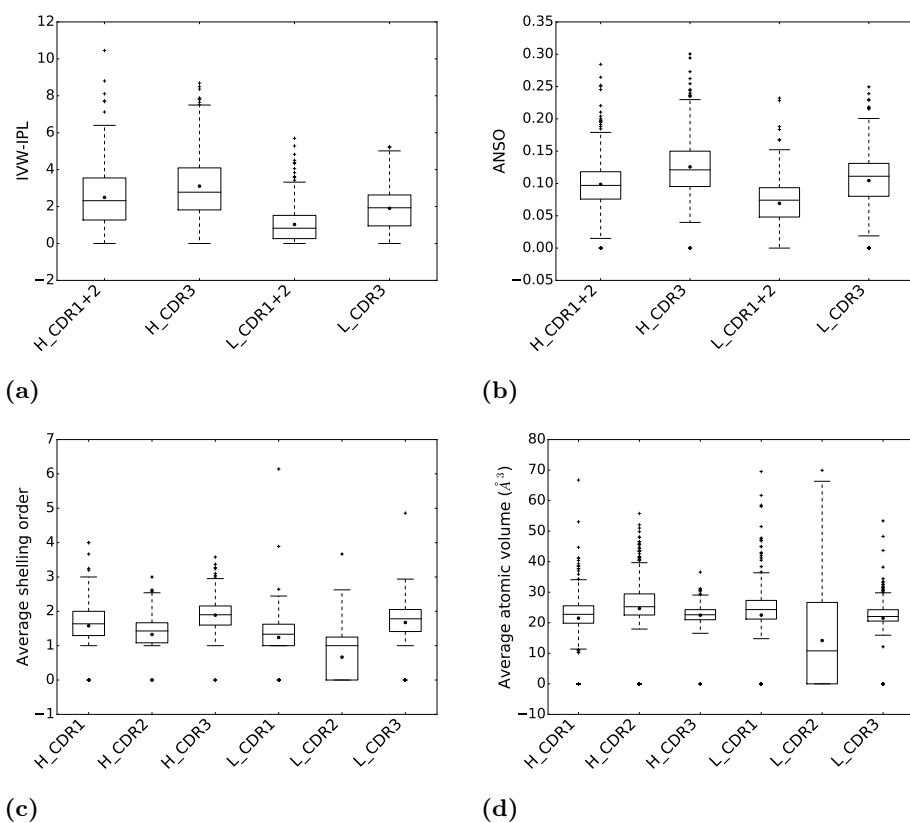 12
10
8
6
4
2
0
−2
IVW-IPL
H_CDR1+2
H_CDR3
L_CDR1+2
L_CDR3
(a)
0.35
0.30
0.25
0.20
0.15
0.10
0.05
0.00
−0.05
ANSO
H_CDR1+2
H_CDR3
L_CDR1+2
L_CDR3
(b)
7
6
5
4
3
2
1
0
−1
Average shelling order
H_CDR1
H_CDR2
H_CDR3
L_CDR1
L_CDR2
L_CDR3
(c)
80
70
60
50
40
30
20
10
0
−10
Average atomic volume (Å^3)
H_CDR1
H_CDR2
H_CDR3
L_CDR1
L_CDR2
L_CDR3
(d)